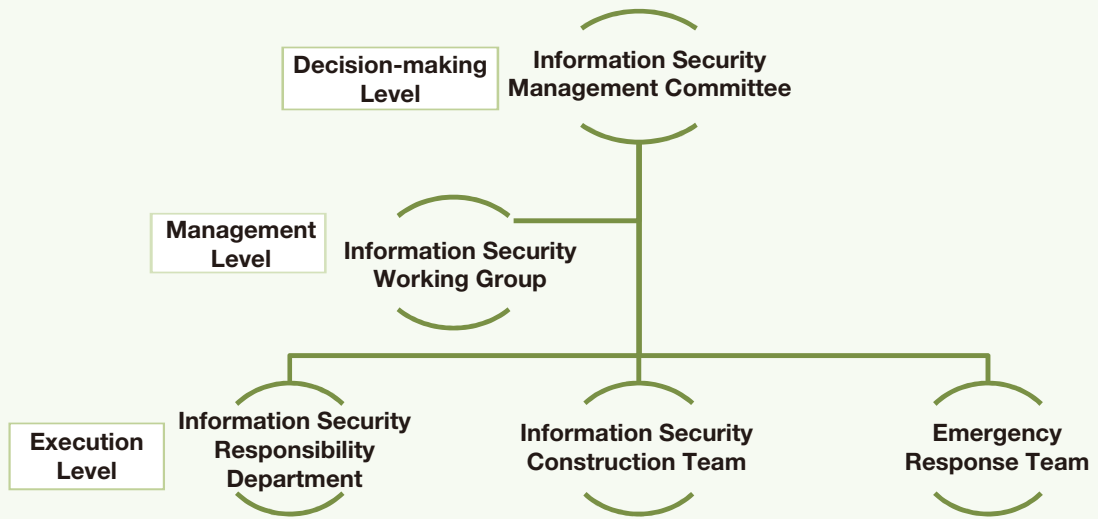 Decision-making
Level
Information Security
Management Committee
Management
Level
Information Security
Working Group
Execution
Level
Information Security
Responsibility
Department
Information Security
Construction Team
Emergency
Response Team